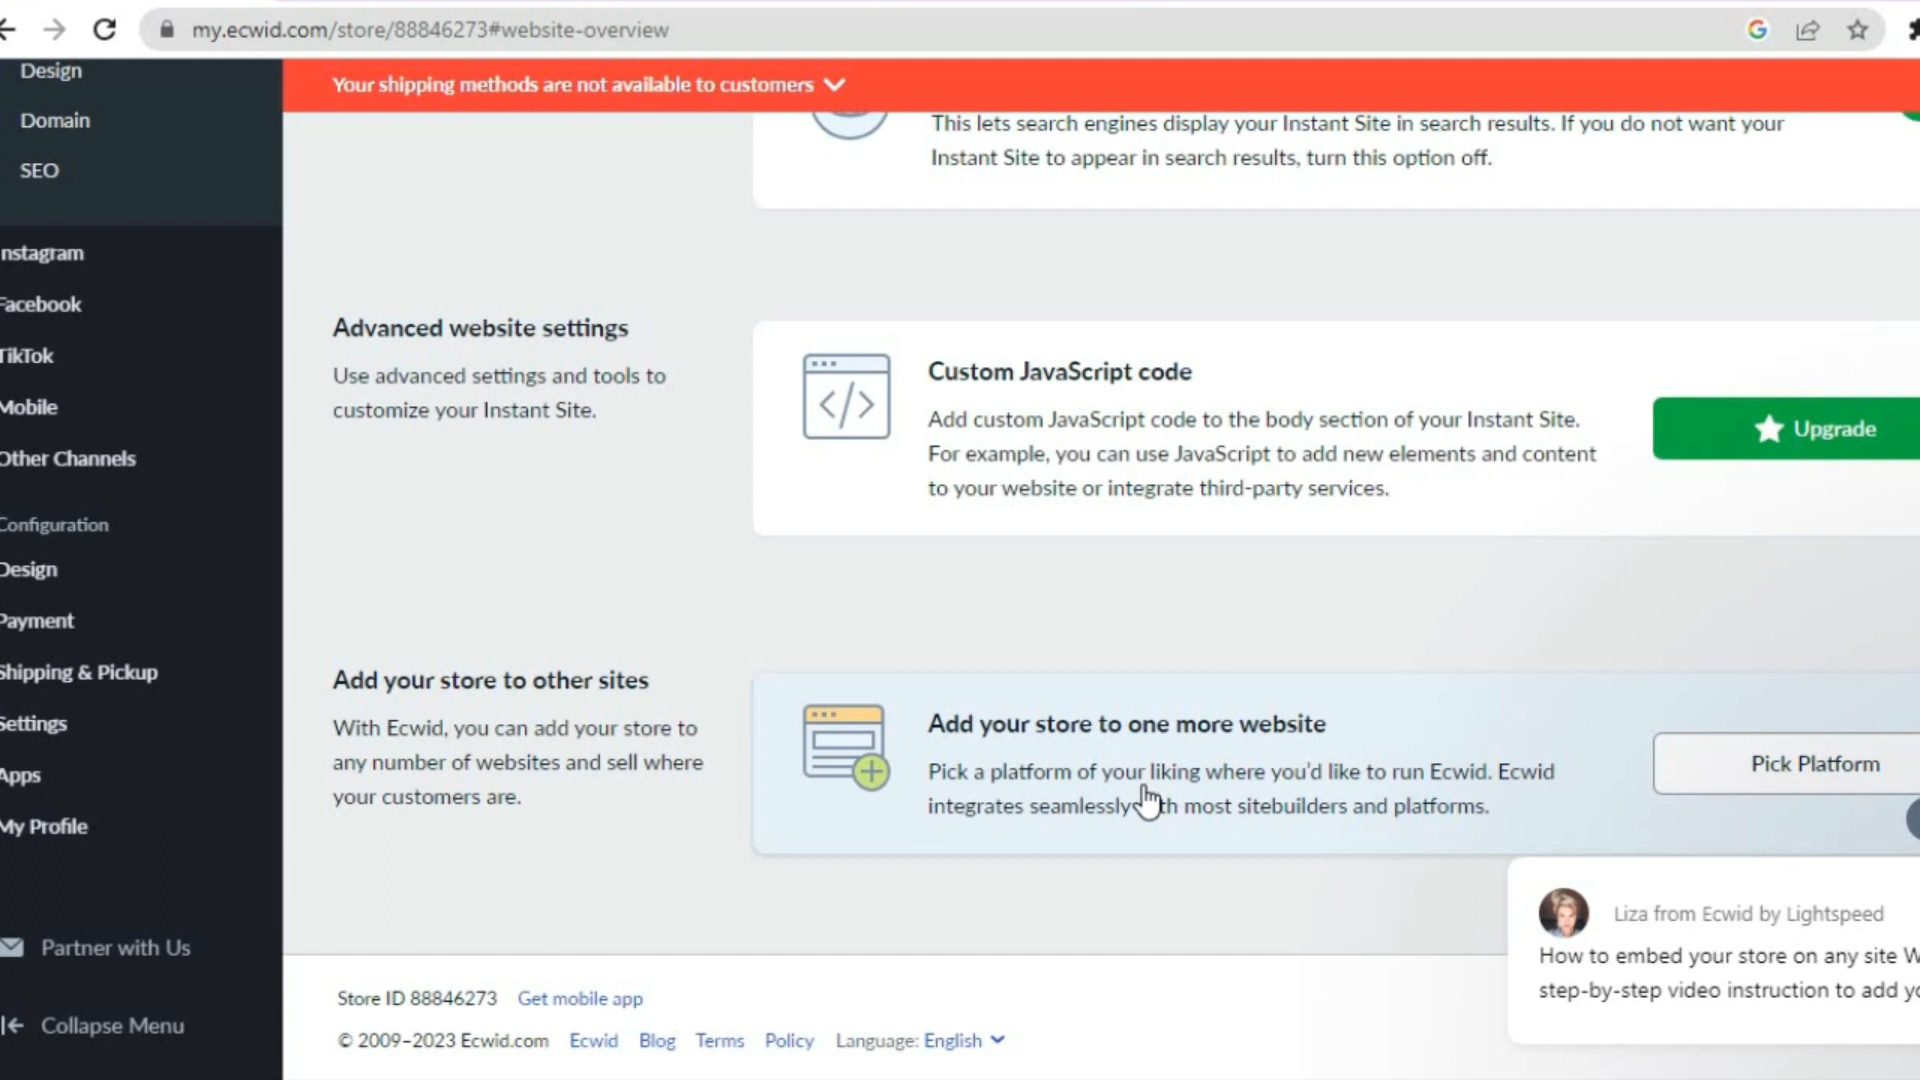 my.ecwid.com/store/88846273#website-overview
Your shipping methods are not available to customers
Design
Domain
SEO
nstagram
Facebook
TikTok
Mobile
Other Channels
Configuration
Design
Payment
Shipping & Pickup
Settings
Apps
My Profile
Partner with Us
Collapse Menu
This lets search engines display your Instant Site in search results. If you do not want your
Instant Site to appear in search results, turn this option off.
Advanced website settings
Use advanced settings and tools to
customize your Instant Site.
Custom JavaScript code
Add custom JavaScript code to the body section of your Instant Site.
For example, you can use JavaScript to add new elements and content
to your website or integrate third-party services.
Upgrade
Add your store to other sites
With Ecwid, you can add your store to
any number of websites and sell where
your customers are.
Add your store to one more website
Pick a platform of your liking where you'd like to run Ecwid. Ecwid
integrates seamlessly with most sitebuilders and platforms.
Pick Platform
Liza from Ecwid by Lightspeed
How to embed your store on any site W
step-by-step video instruction to add yo
Store ID 88846273 Get mobile app
© 2009–2023 Ecwid.com Ecwid Blog Terms Policy Language: English